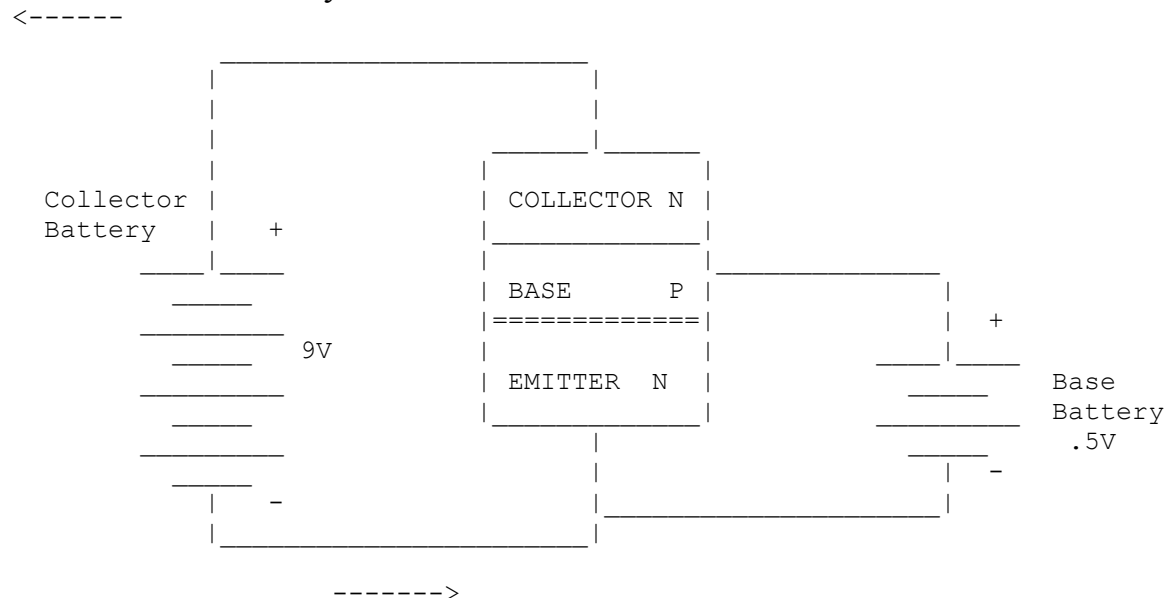 <------
COLLECTOR N
Collector
Battery +
BASE P
+
9V
EMITTER N
Base
Battery
.5V
-
-
------->